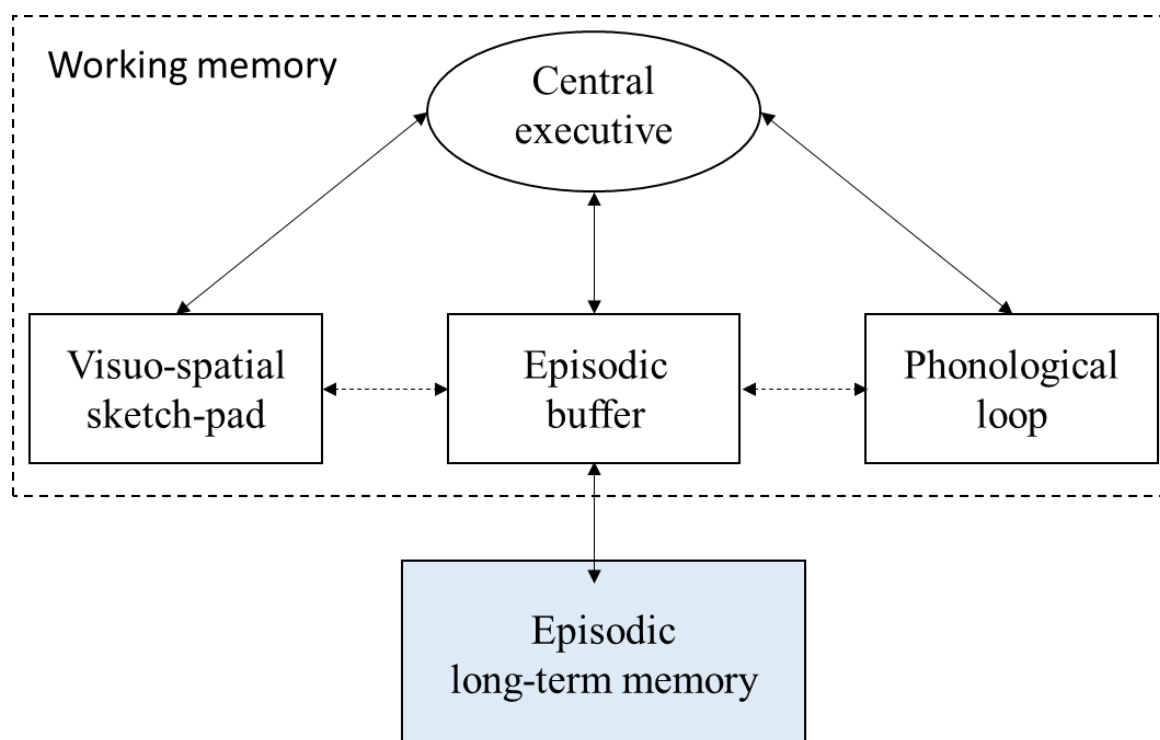 Working memory
Central
executive
Visuo-spatial
sketch-pad
Episodic
buffer
Phonological
loop
Episodic
long-term memory